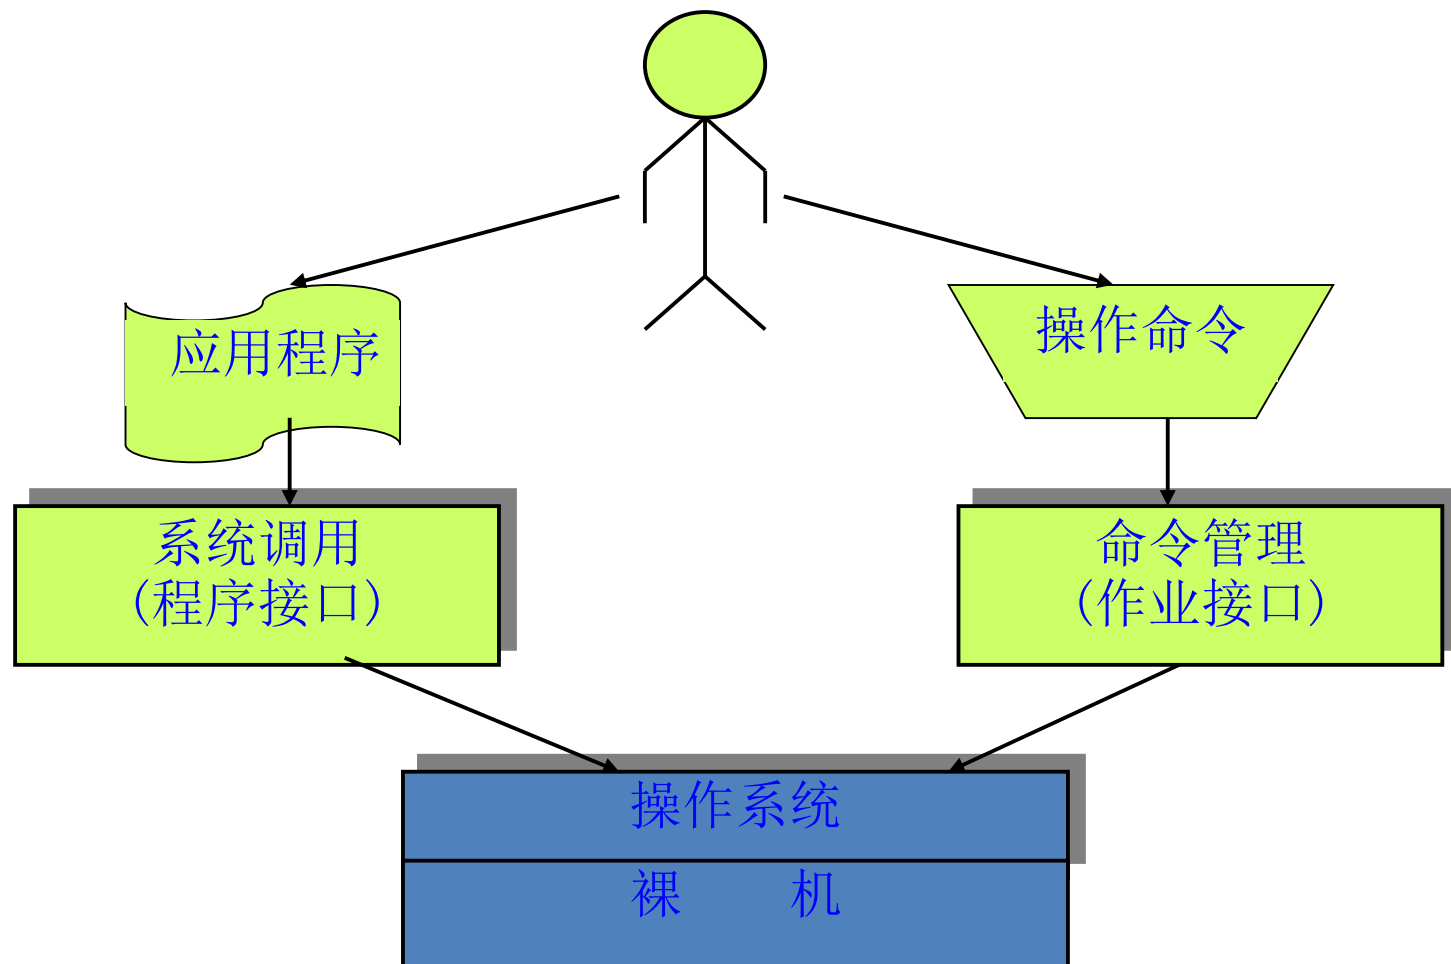 应用程序
操作命令
系统调用
(程序接口)
命令管理
(作业接口)
操作系统
裸 机